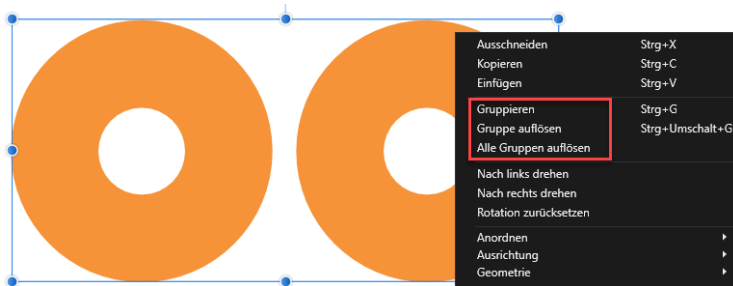 Ausschneiden Strg+X
Kopieren Strg+C
Einfügen Strg+V
Gruppieren Strg+G
Gruppe auflösen Strg+Umschalt+G
Alle Gruppen auflösen
Nach links drehen
Nach rechts drehen
Rotation zurücksetzen
Anordnen
Ausrichtung
Geometrie